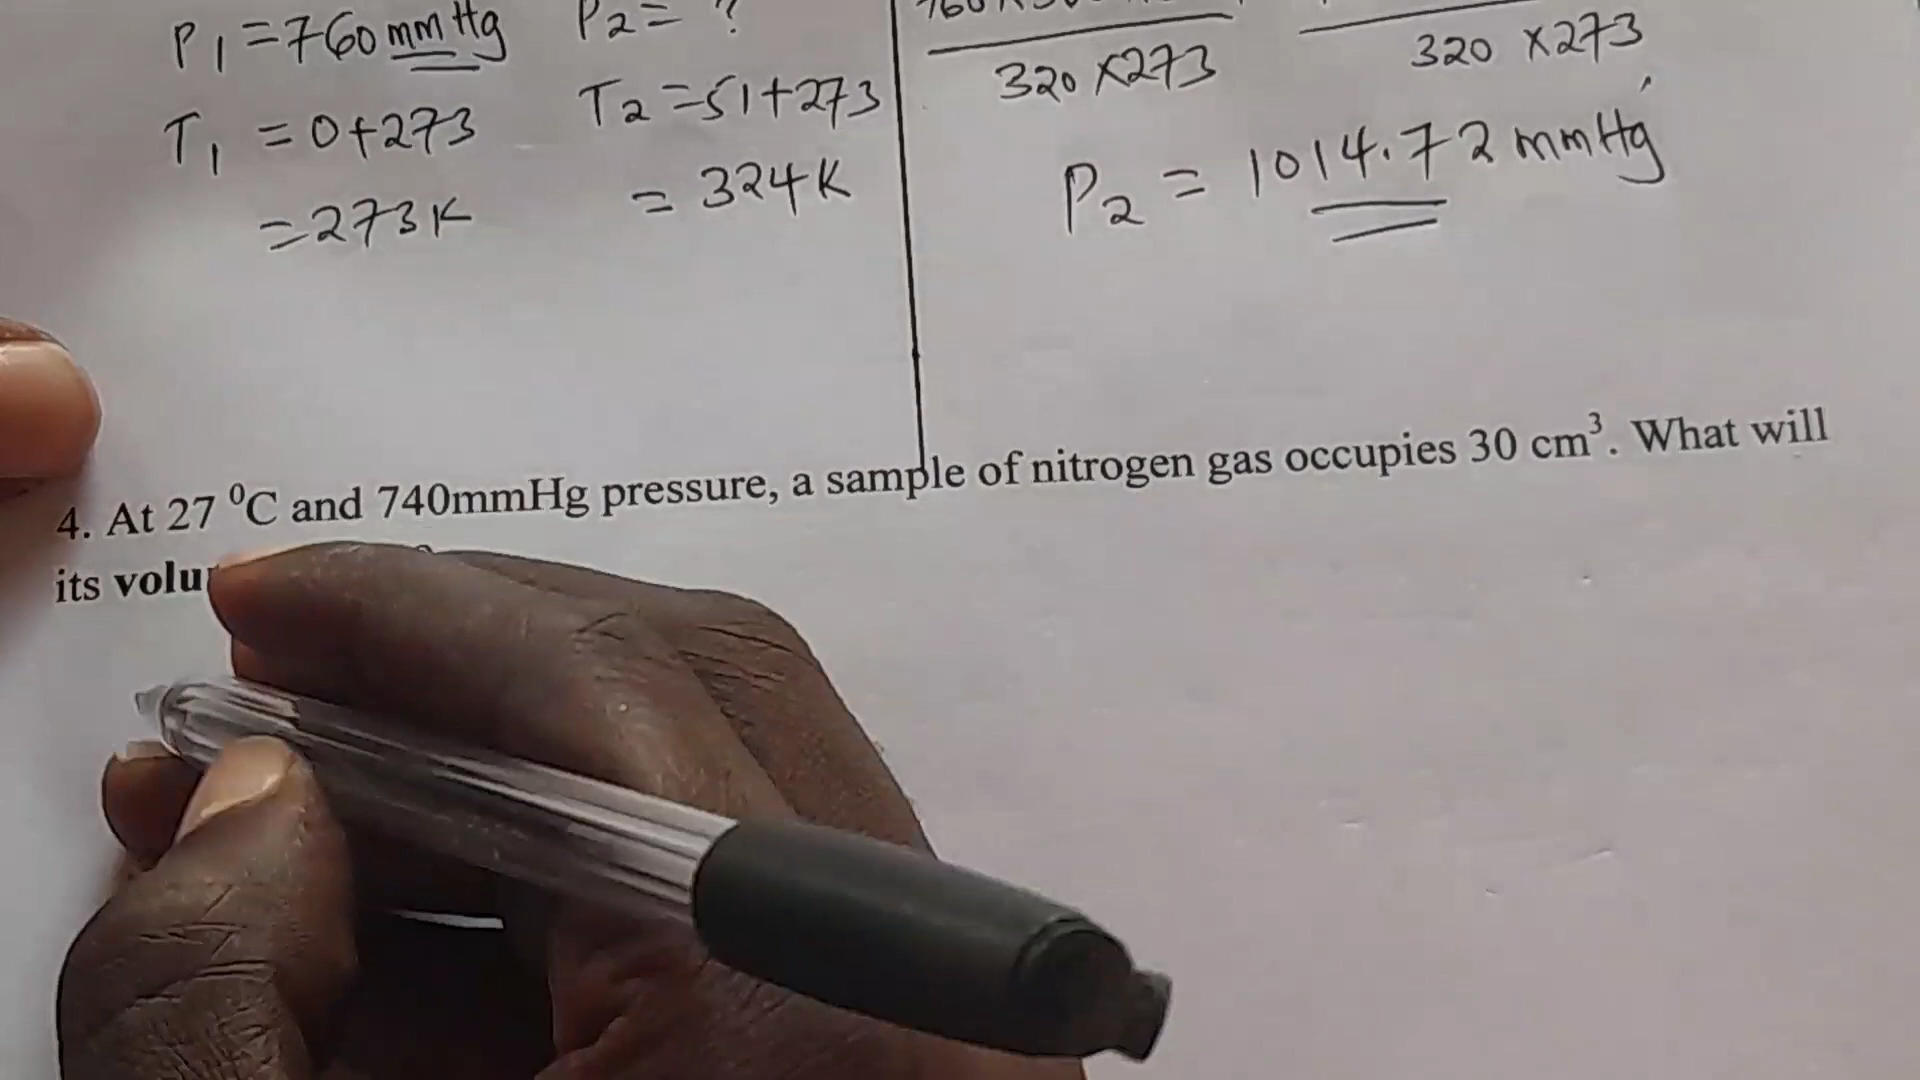 P1 = 760 mmHg P2 = ?
T1 = 0+273 T2 = 51+273
= 273K = 324K
320 X273 320 X273
P2 = 1014.72 mmHg
4. At 27 ⁰C and 740mmHg pressure, a sample of nitrogen gas occupies 30 cm³. What will
its